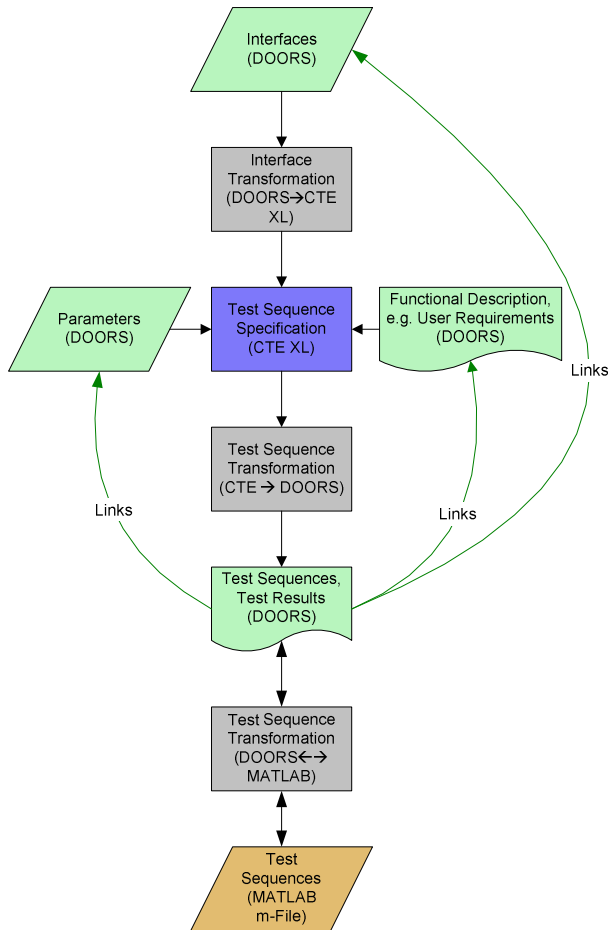 Interfaces
(DOORS)
Interface
Transformation
(DOORS→CTE
XL)
Parameters
(DOORS)
Test Sequence
Specification
(CTE XL)
Functional Description,
e.g. User Requirements
(DOORS)
Links
Test Sequence
Transformation
(CTE → DOORS)
Links
Links
Test Sequences,
Test Results
(DOORS)
Test Sequence
Transformation
(DOORS←→
MATLAB)
Test
Sequences
(MATLAB
m-File)